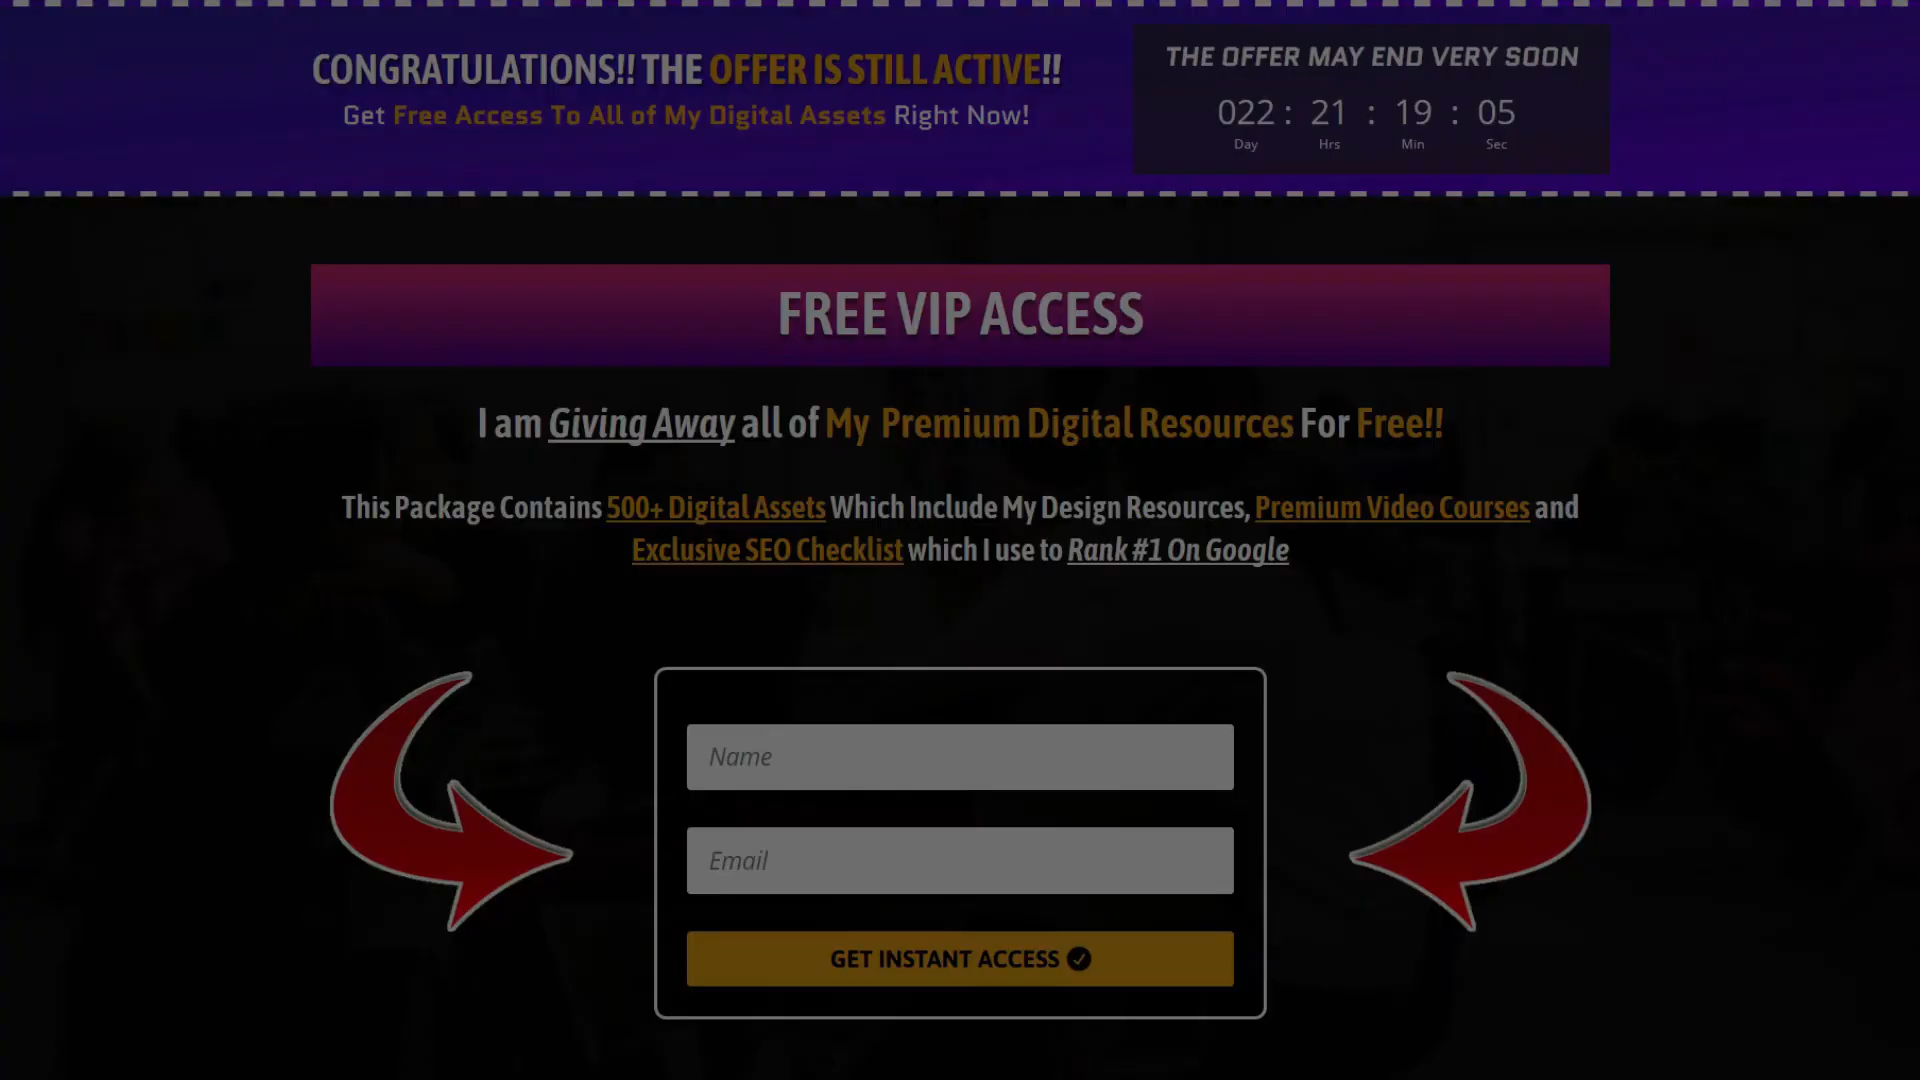 CONGRATULATIONS!! THE OFFER IS STILL ACTIVE!!
Get Free Access To All of My Digital Assets Right Now!
THE OFFER MAY END VERY SOON
022 : 21 : 19 : 05
Day Hrs Min Sec
FREE VIP ACCESS
I am Giving Away all of My Premium Digital Resources For Free!!
This Package Contains 500+ Digital Assets Which Include My Design Resources, Premium Video Courses and
Exclusive SEO Checklist which I use to Rank #1 On Google
Name
Email
GET INSTANT ACCESS